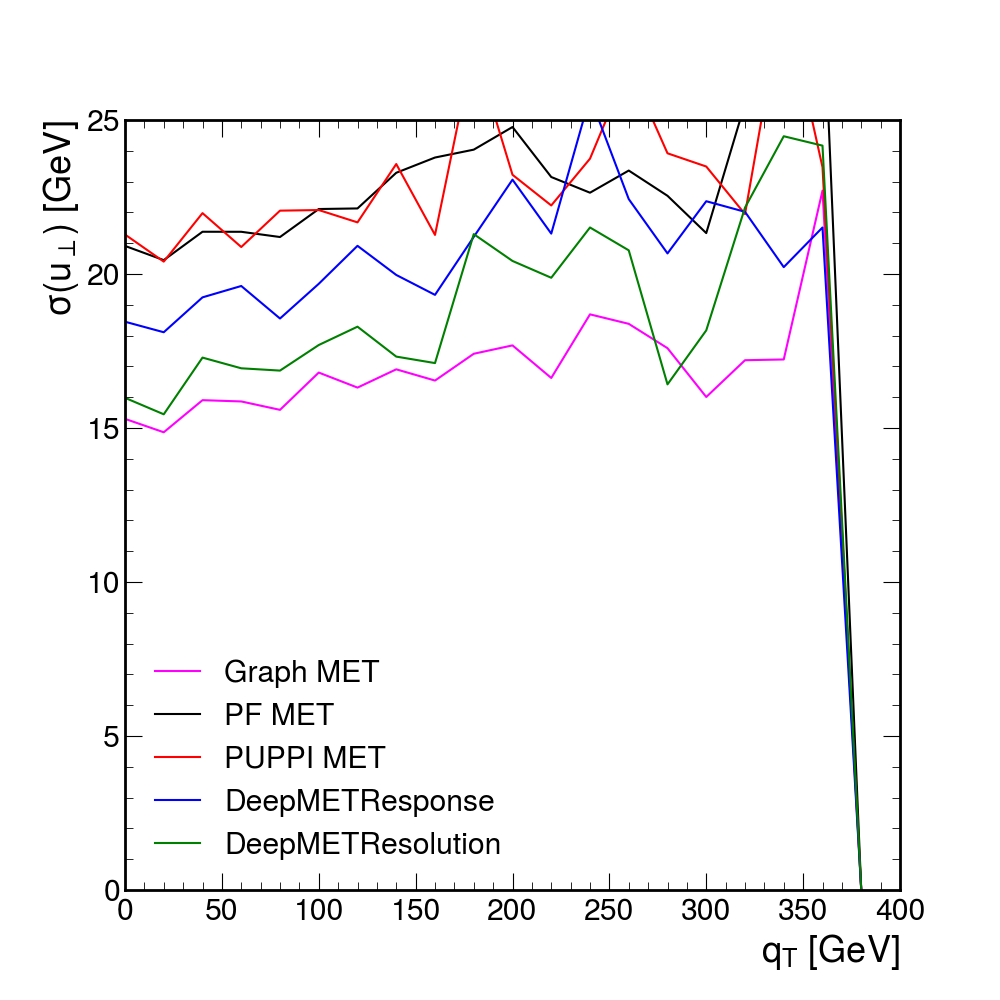 σ(u⊥) [GeV]
25
20
15
10
5
0
Graph MET
PF MET
PUPPI MET
DeepMETResponse
DeepMETResolution
0 50 100 150 200 250 300 350 400
qT [GeV]